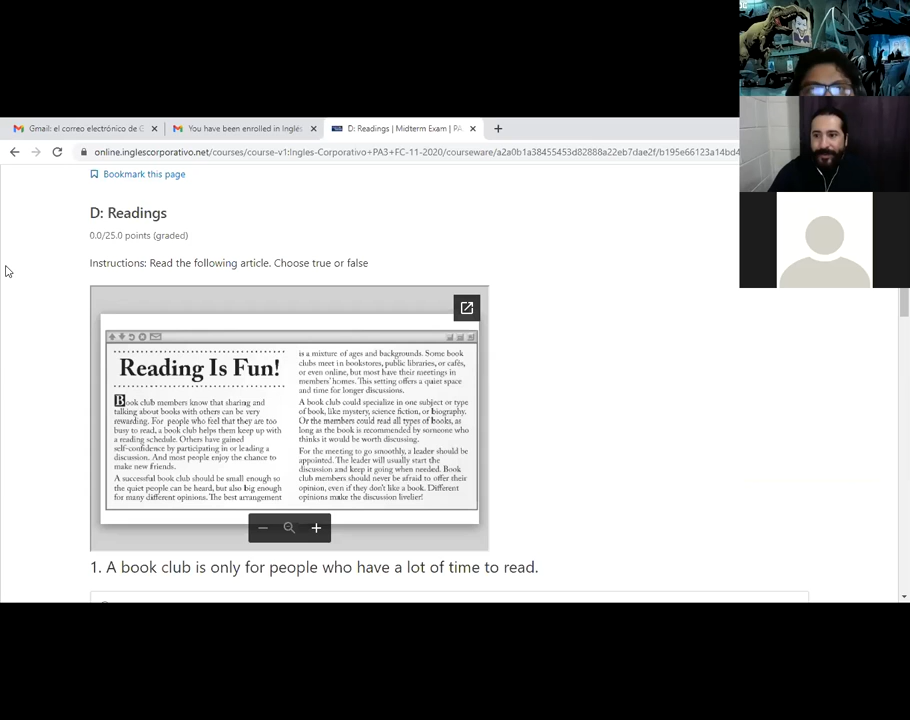 Gmail: el correo electrónico de G
You have been enrolled in Inglés
D: Readings | Midterm Exam | PA
online.inglescorporativo.net/courses/course-v1:Ingles-Corporativo+PA3+FC-11-2020/courseware/a2a0b1a38455453d82888a22eb7dae2f/b195e66123a14bd4
Bookmark this page
D: Readings
0.0/25.0 points (graded)
Instructions: Read the following article. Choose true or false
Reading Is Fun!
Book club members know that sharing and
talking about books with others can be very
rewarding. For people who feel that they are too
busy to read, a book club helps them keep up with
a reading schedule. Others have gained
self-confidence by participating in or leading a
discussion. And most people enjoy the chance to
make new friends.
A successful book club should be small enough so
the quiet people can be heard, but also big enough
for many different opinions. The best arrangement
is a mixture of ages and backgrounds. Some book
clubs meet in bookstores, public libraries, or cafés,
or even online, but most have their meetings in
members' homes. This setting offers a quiet space
and time for longer discussions.
A book club could specialize in one subject or type
of book, like mystery, science fiction, or biography.
Or the members could read all types of books, as
long as the book is recommended by someone who
thinks it would be worth discussing.
For the meeting to go smoothly, a leader should be
appointed. The leader will usually start the
discussion and keep it going when needed. Book
club members should never be afraid to offer their
opinion, even if they don't like a book. Different
opinions make the discussion livelier!
1. A book club is only for people who have a lot of time to read.